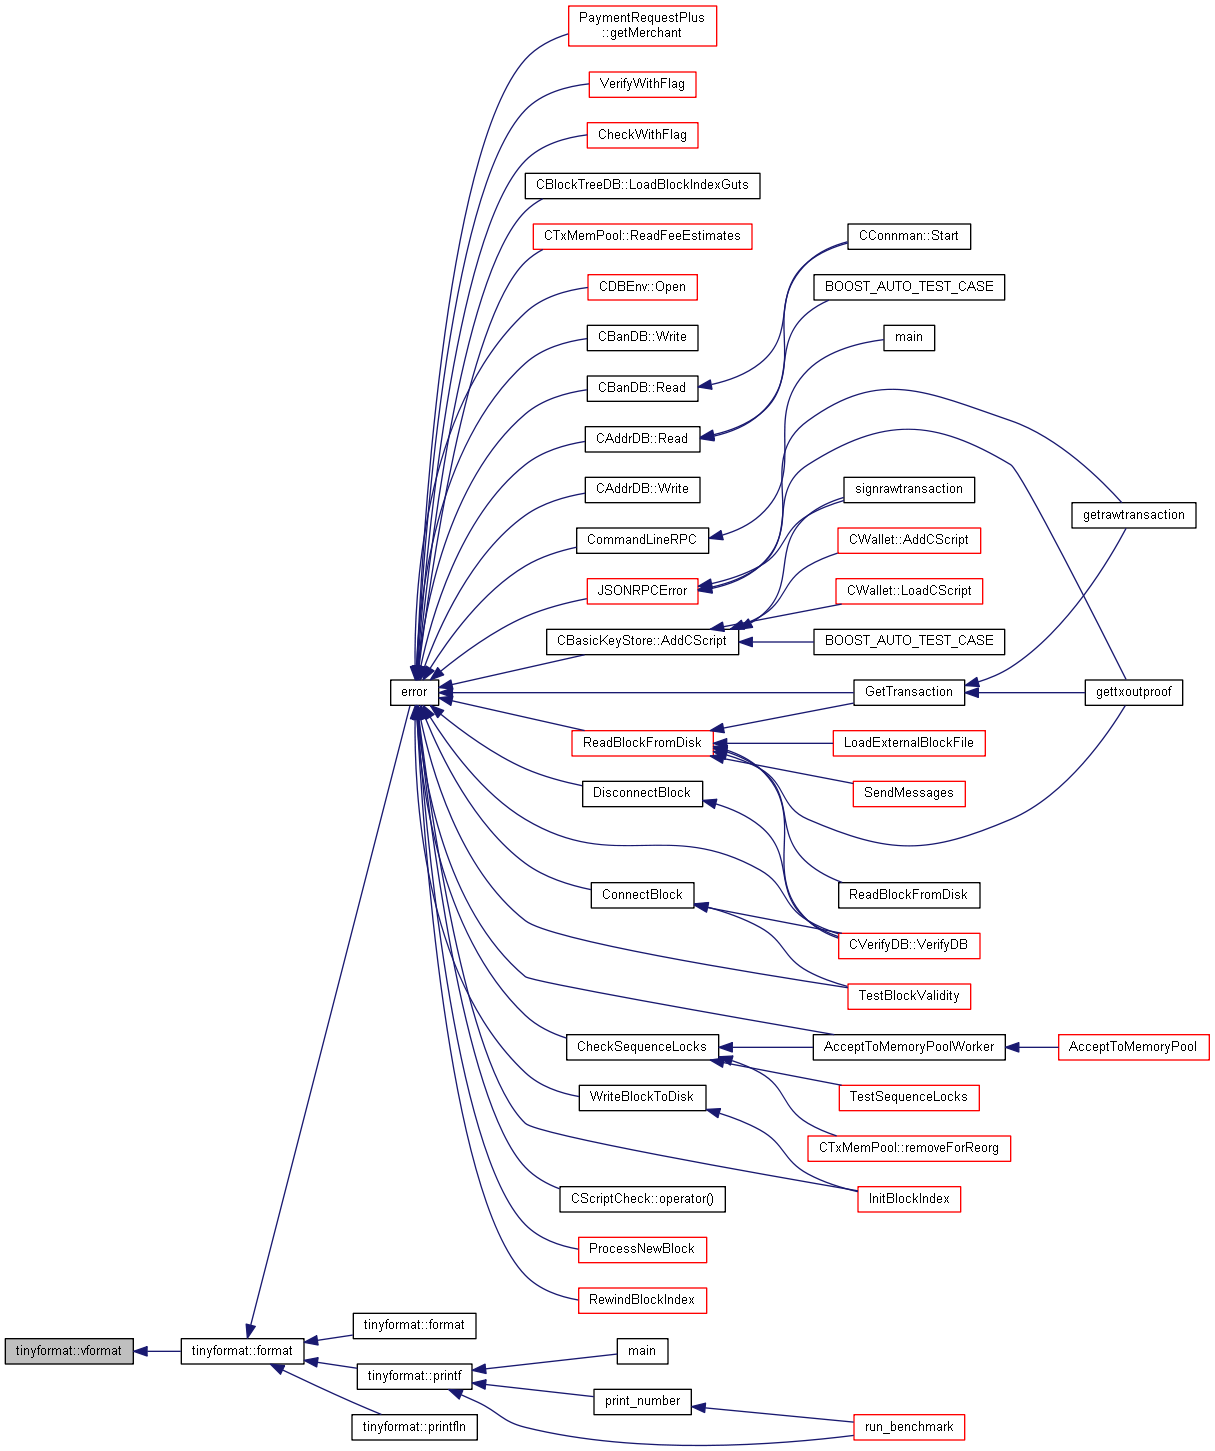 PaymentRequestPlus
::getMerchant
VerifyWithFlag
CheckWithFlag
CBlockTreeDB::LoadBlockIndexGuts
CTxMemPool::ReadFeeEstimates
CConnman::Start
CDBEnv::Open
BOOST_AUTO_TEST_CASE
CBanDB::Write
main
CBanDB::Read
CAddrDB::Read
CAddrDB::Write
signrawtransaction
getrawtransaction
CommandLineRPC
CWallet::AddCScript
JSONRPCError
CWallet::LoadCScript
CBasicKeyStore::AddCScript
BOOST_AUTO_TEST_CASE
error
GetTransaction
gettxoutproof
ReadBlockFromDisk
LoadExternalBlockFile
DisconnectBlock
SendMessages
ConnectBlock
ReadBlockFromDisk
CVerifyDB::VerifyDB
TestBlockValidity
CheckSequenceLocks
AcceptToMemoryPoolWorker
AcceptToMemoryPool
WriteBlockToDisk
TestSequenceLocks
CTxMemPool::removeForReorg
CScriptCheck::operator()
InitBlockIndex
ProcessNewBlock
RewindBlockIndex
tinyformat::format
tinyformat::vformat
tinyformat::format
main
tinyformat::printf
print_number
tinyformat::printfln
run_benchmark